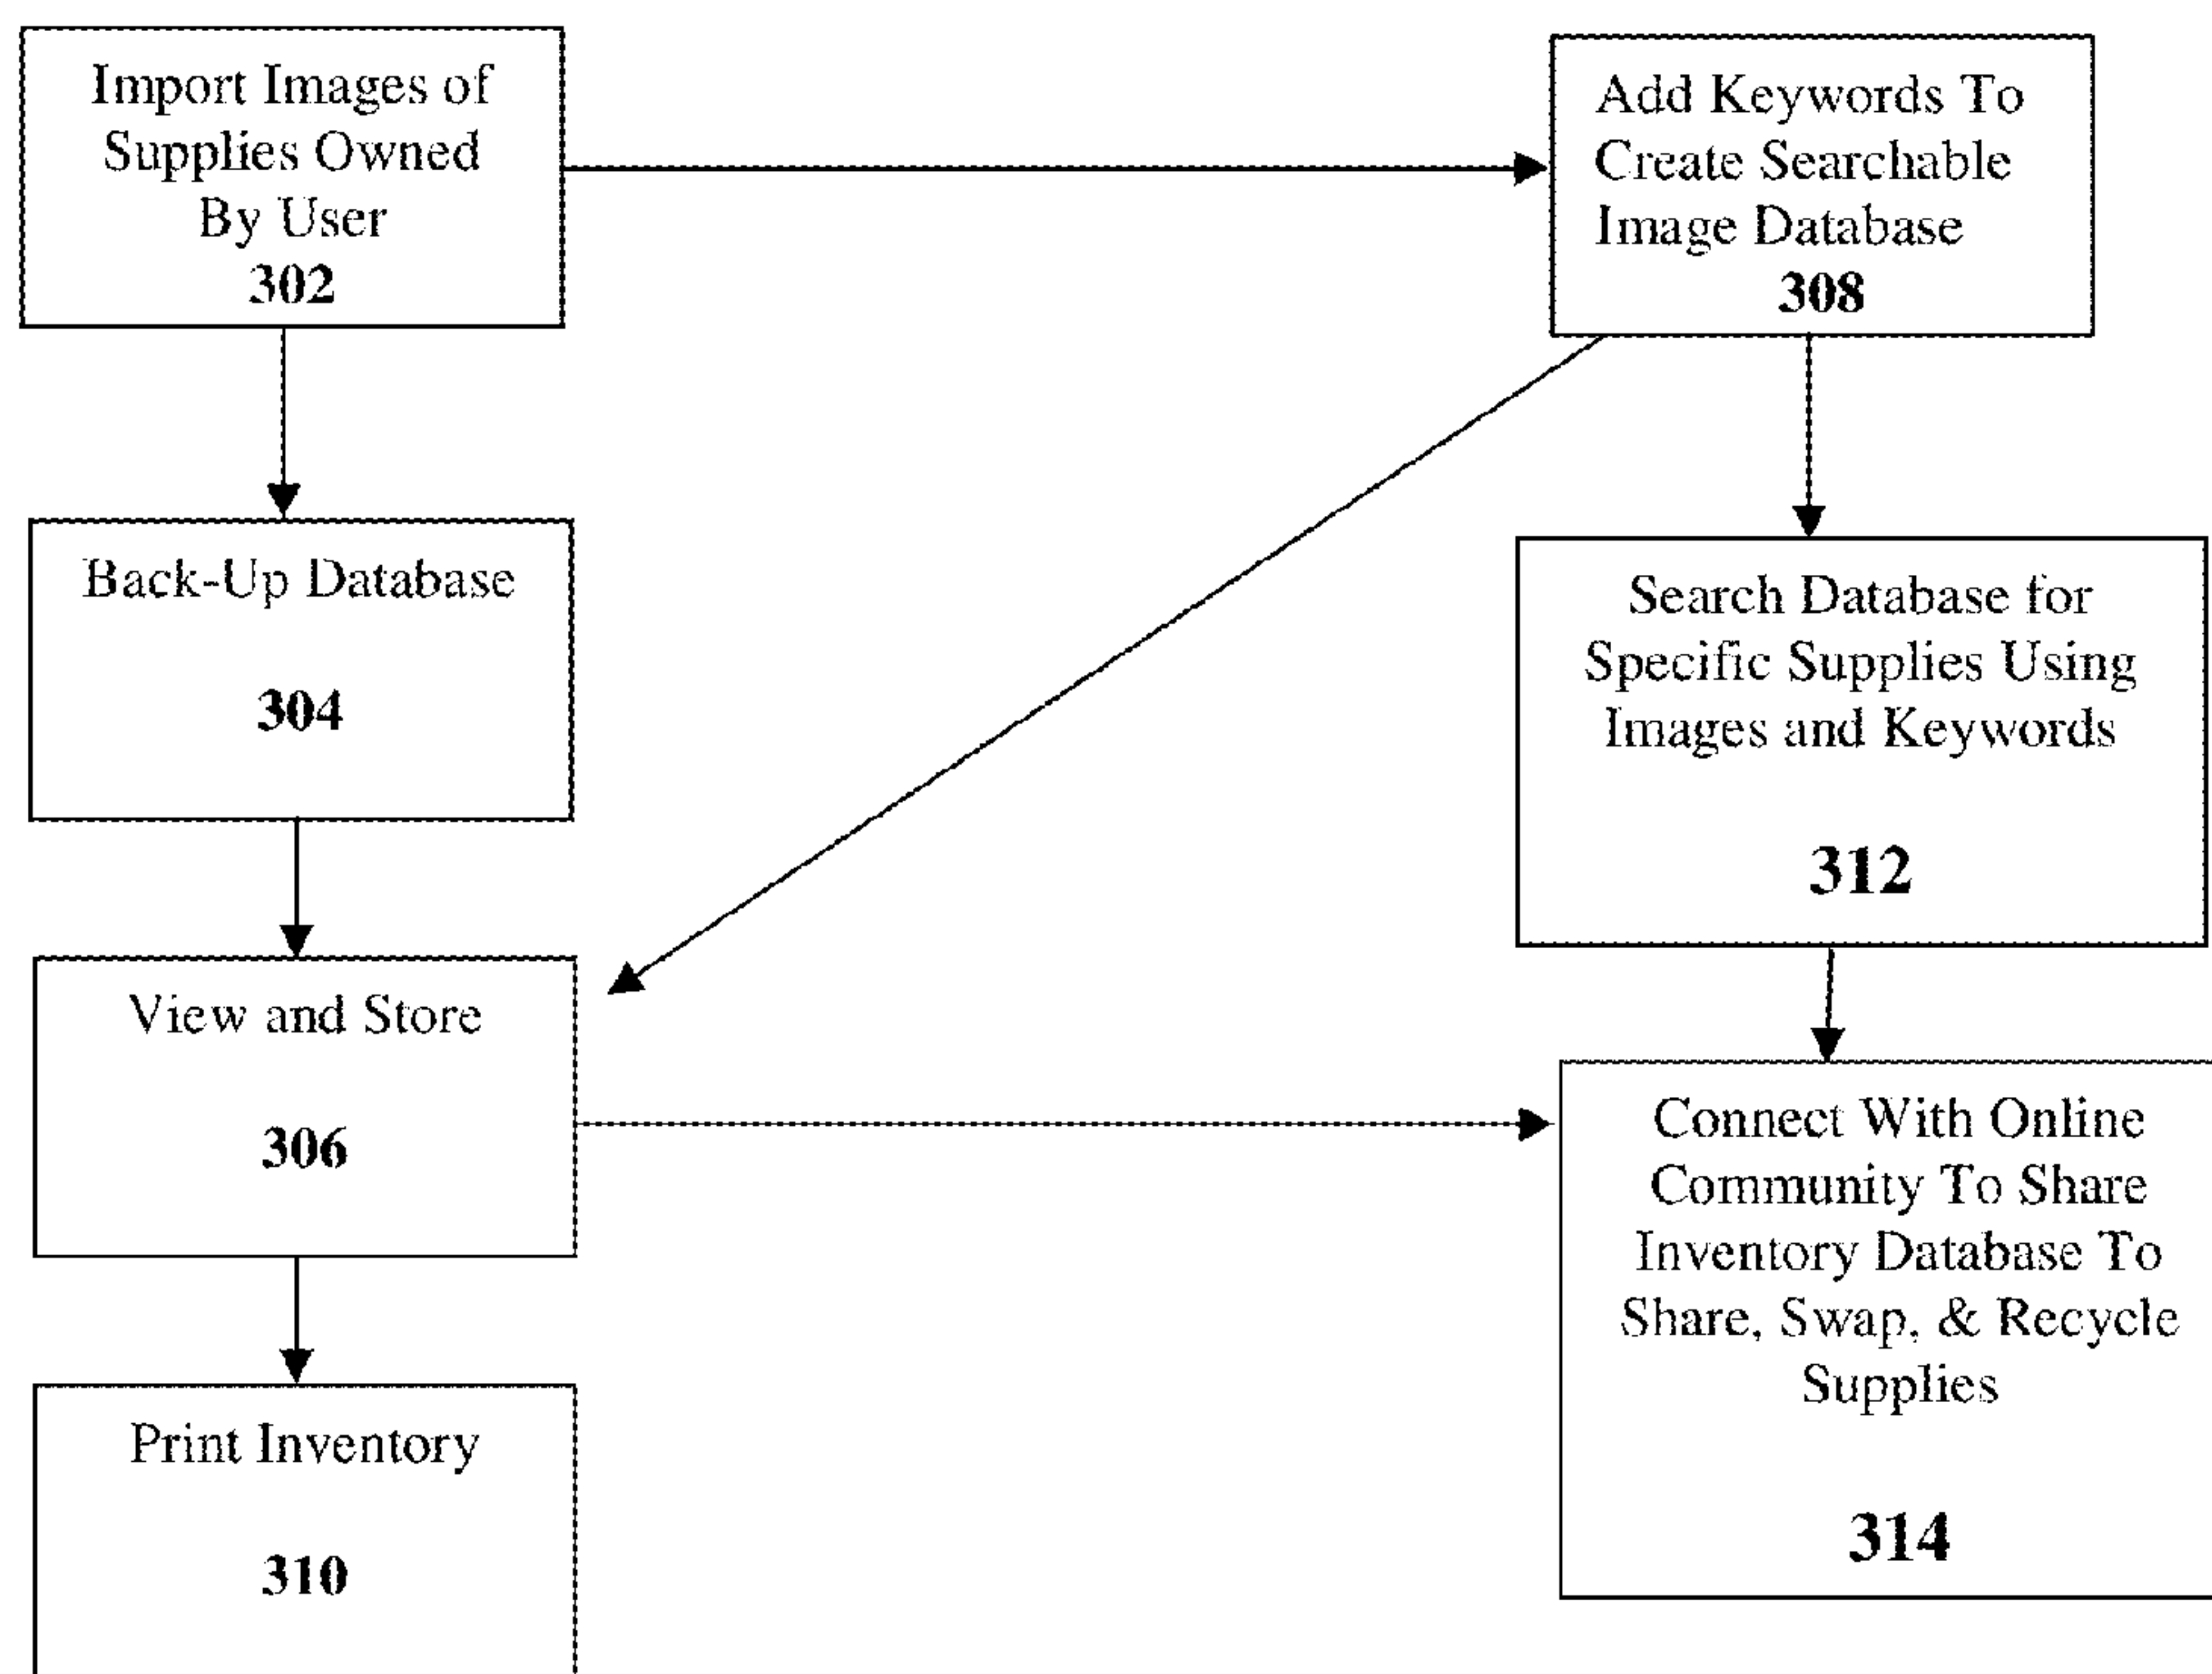 Import Images of
Supplies Owned
By User
302
Add Keywords To
Create Searchable
Image Database
308
Back-Up Database
304
Search Database for
Specific Supplies Using
Images and Keywords
312
View and Store
306
Connect With Online
Community To Share
Inventory Database To
Share, Swap, & Recycle
Supplies
314
Print Inventory
310